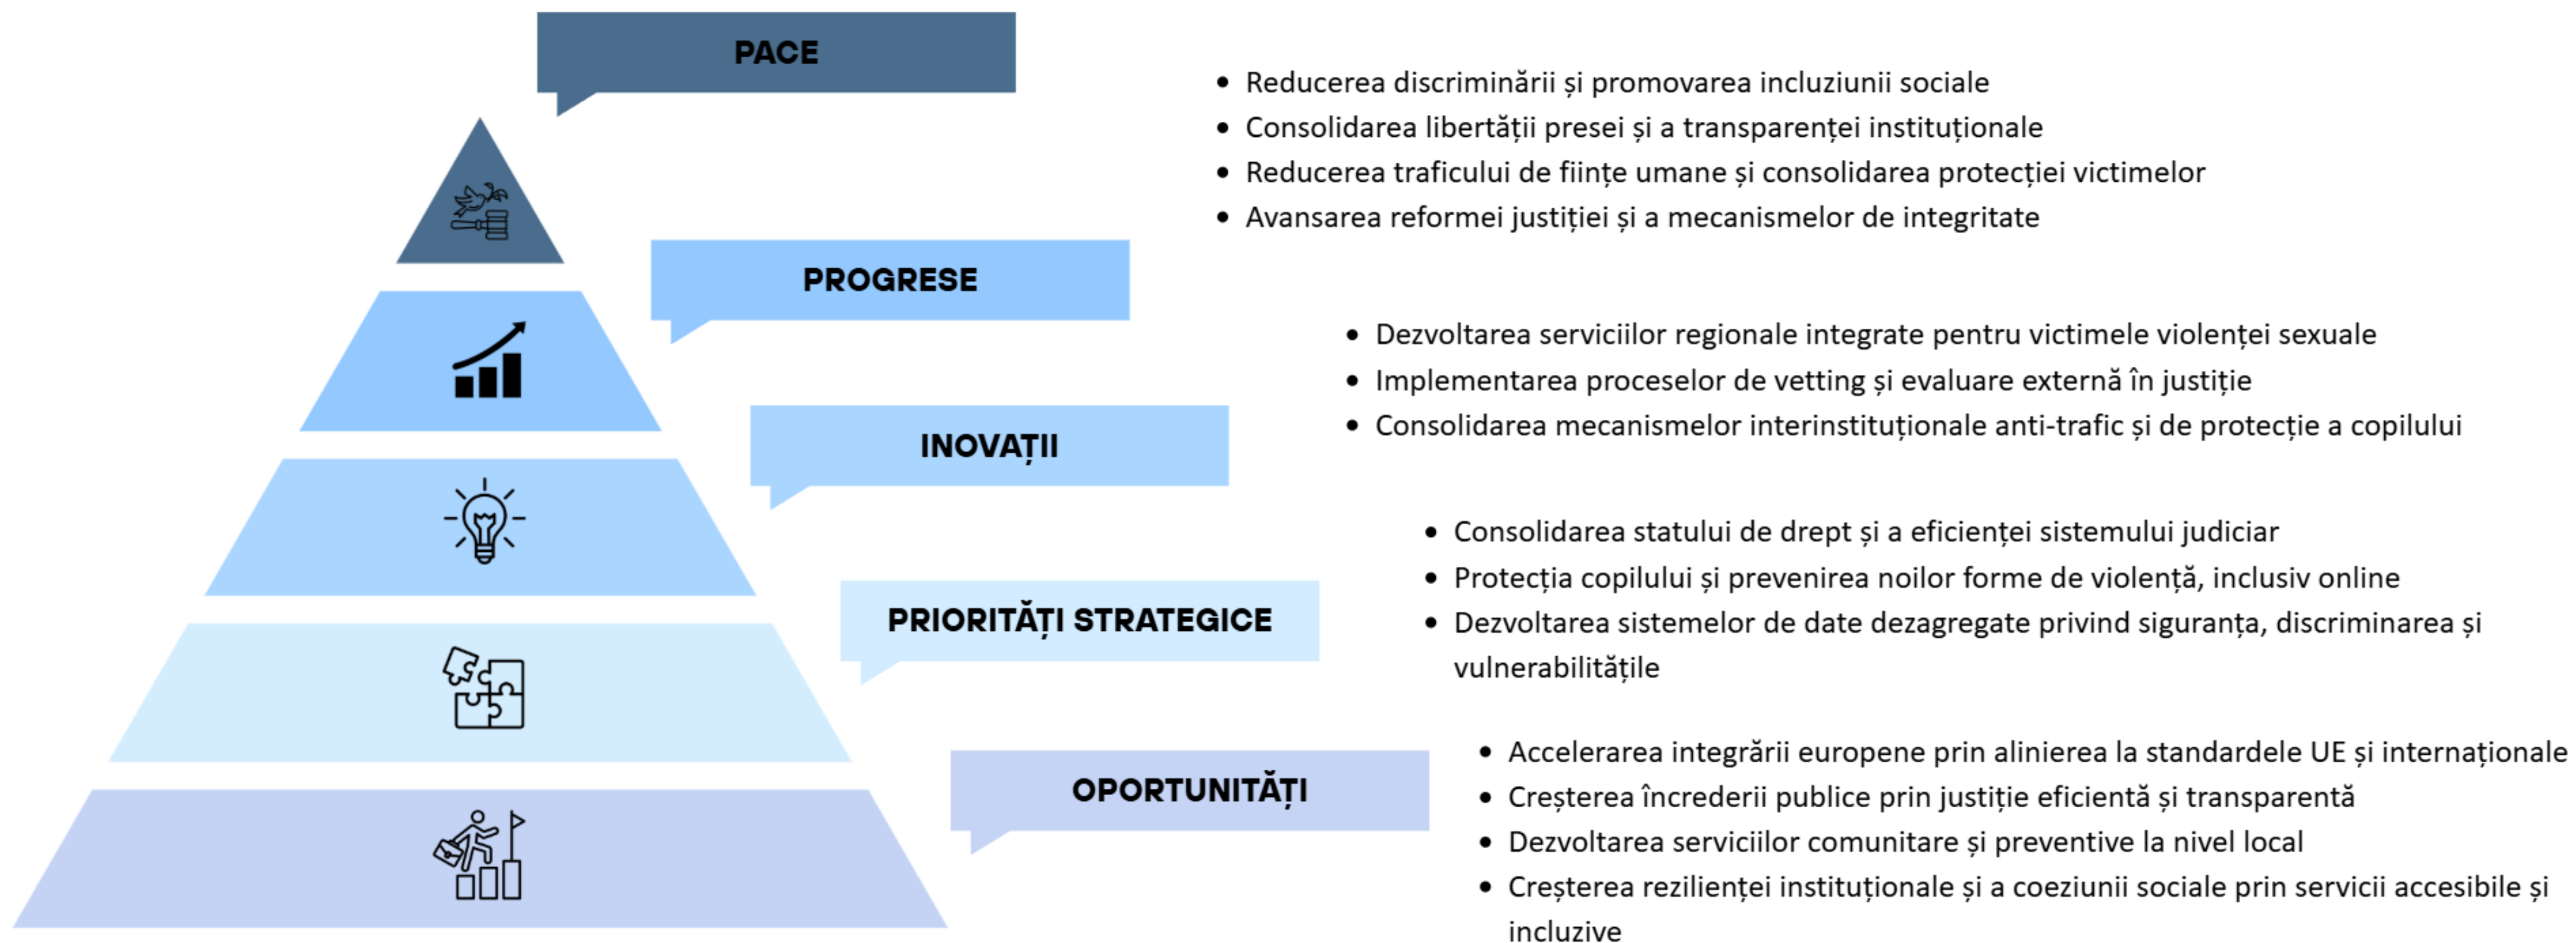 PACE
• Reducerea discriminării și promovarea incluziunii sociale
• Consolidarea libertății presei și a transparenței instituționale
• Reducerea traficului de ființe umane și consolidarea protecției victimelor
• Avansarea reformei justiției și a mecanismelor de integritate
PROGRESE
• Dezvoltarea serviciilor regionale integrate pentru victimele violenței sexuale
• Implementarea proceselor de vetting și evaluare externă în justiție
• Consolidarea mecanismelor interinstituționale anti-trafic și de protecție a copilului
INOVAȚII
• Consolidarea statului de drept și a eficienței sistemului judiciar
• Protecția copilului și prevenirea noilor forme de violență, inclusiv online
• Dezvoltarea sistemelor de date dezagregate privind siguranța, discriminarea și
vulnerabilitățile
PRIORITĂȚI STRATEGICE
• Accelerarea integrării europene prin alinierea la standardele UE și internaționale
• Creșterea încrederii publice prin justiție eficientă și transparentă
• Dezvoltarea serviciilor comunitare și preventive la nivel local
• Creșterea rezilienței instituționale și a coeziunii sociale prin servicii accesibile și
incluzive
OPORTUNITĂȚI